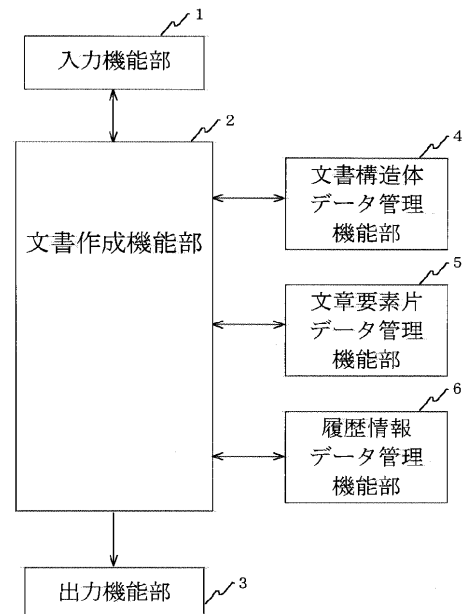 1
入力機能部
2
文書作成機能部
4
文書構造体
データ管理
機能部
5
文章要素片
データ管理
機能部
6
履歴情報
データ管理
機能部
出力機能部
3